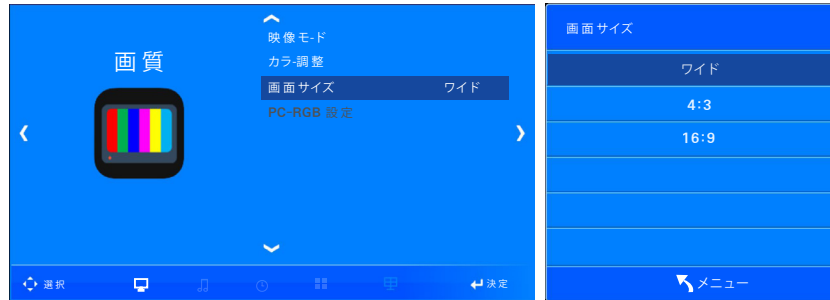 画質
映像モ-ド
カラ-調整
画面サイズ ワイド
PC-RGB 設定
選択 決定
画面サイズ
ワイド
4:3
16:9
メニュー